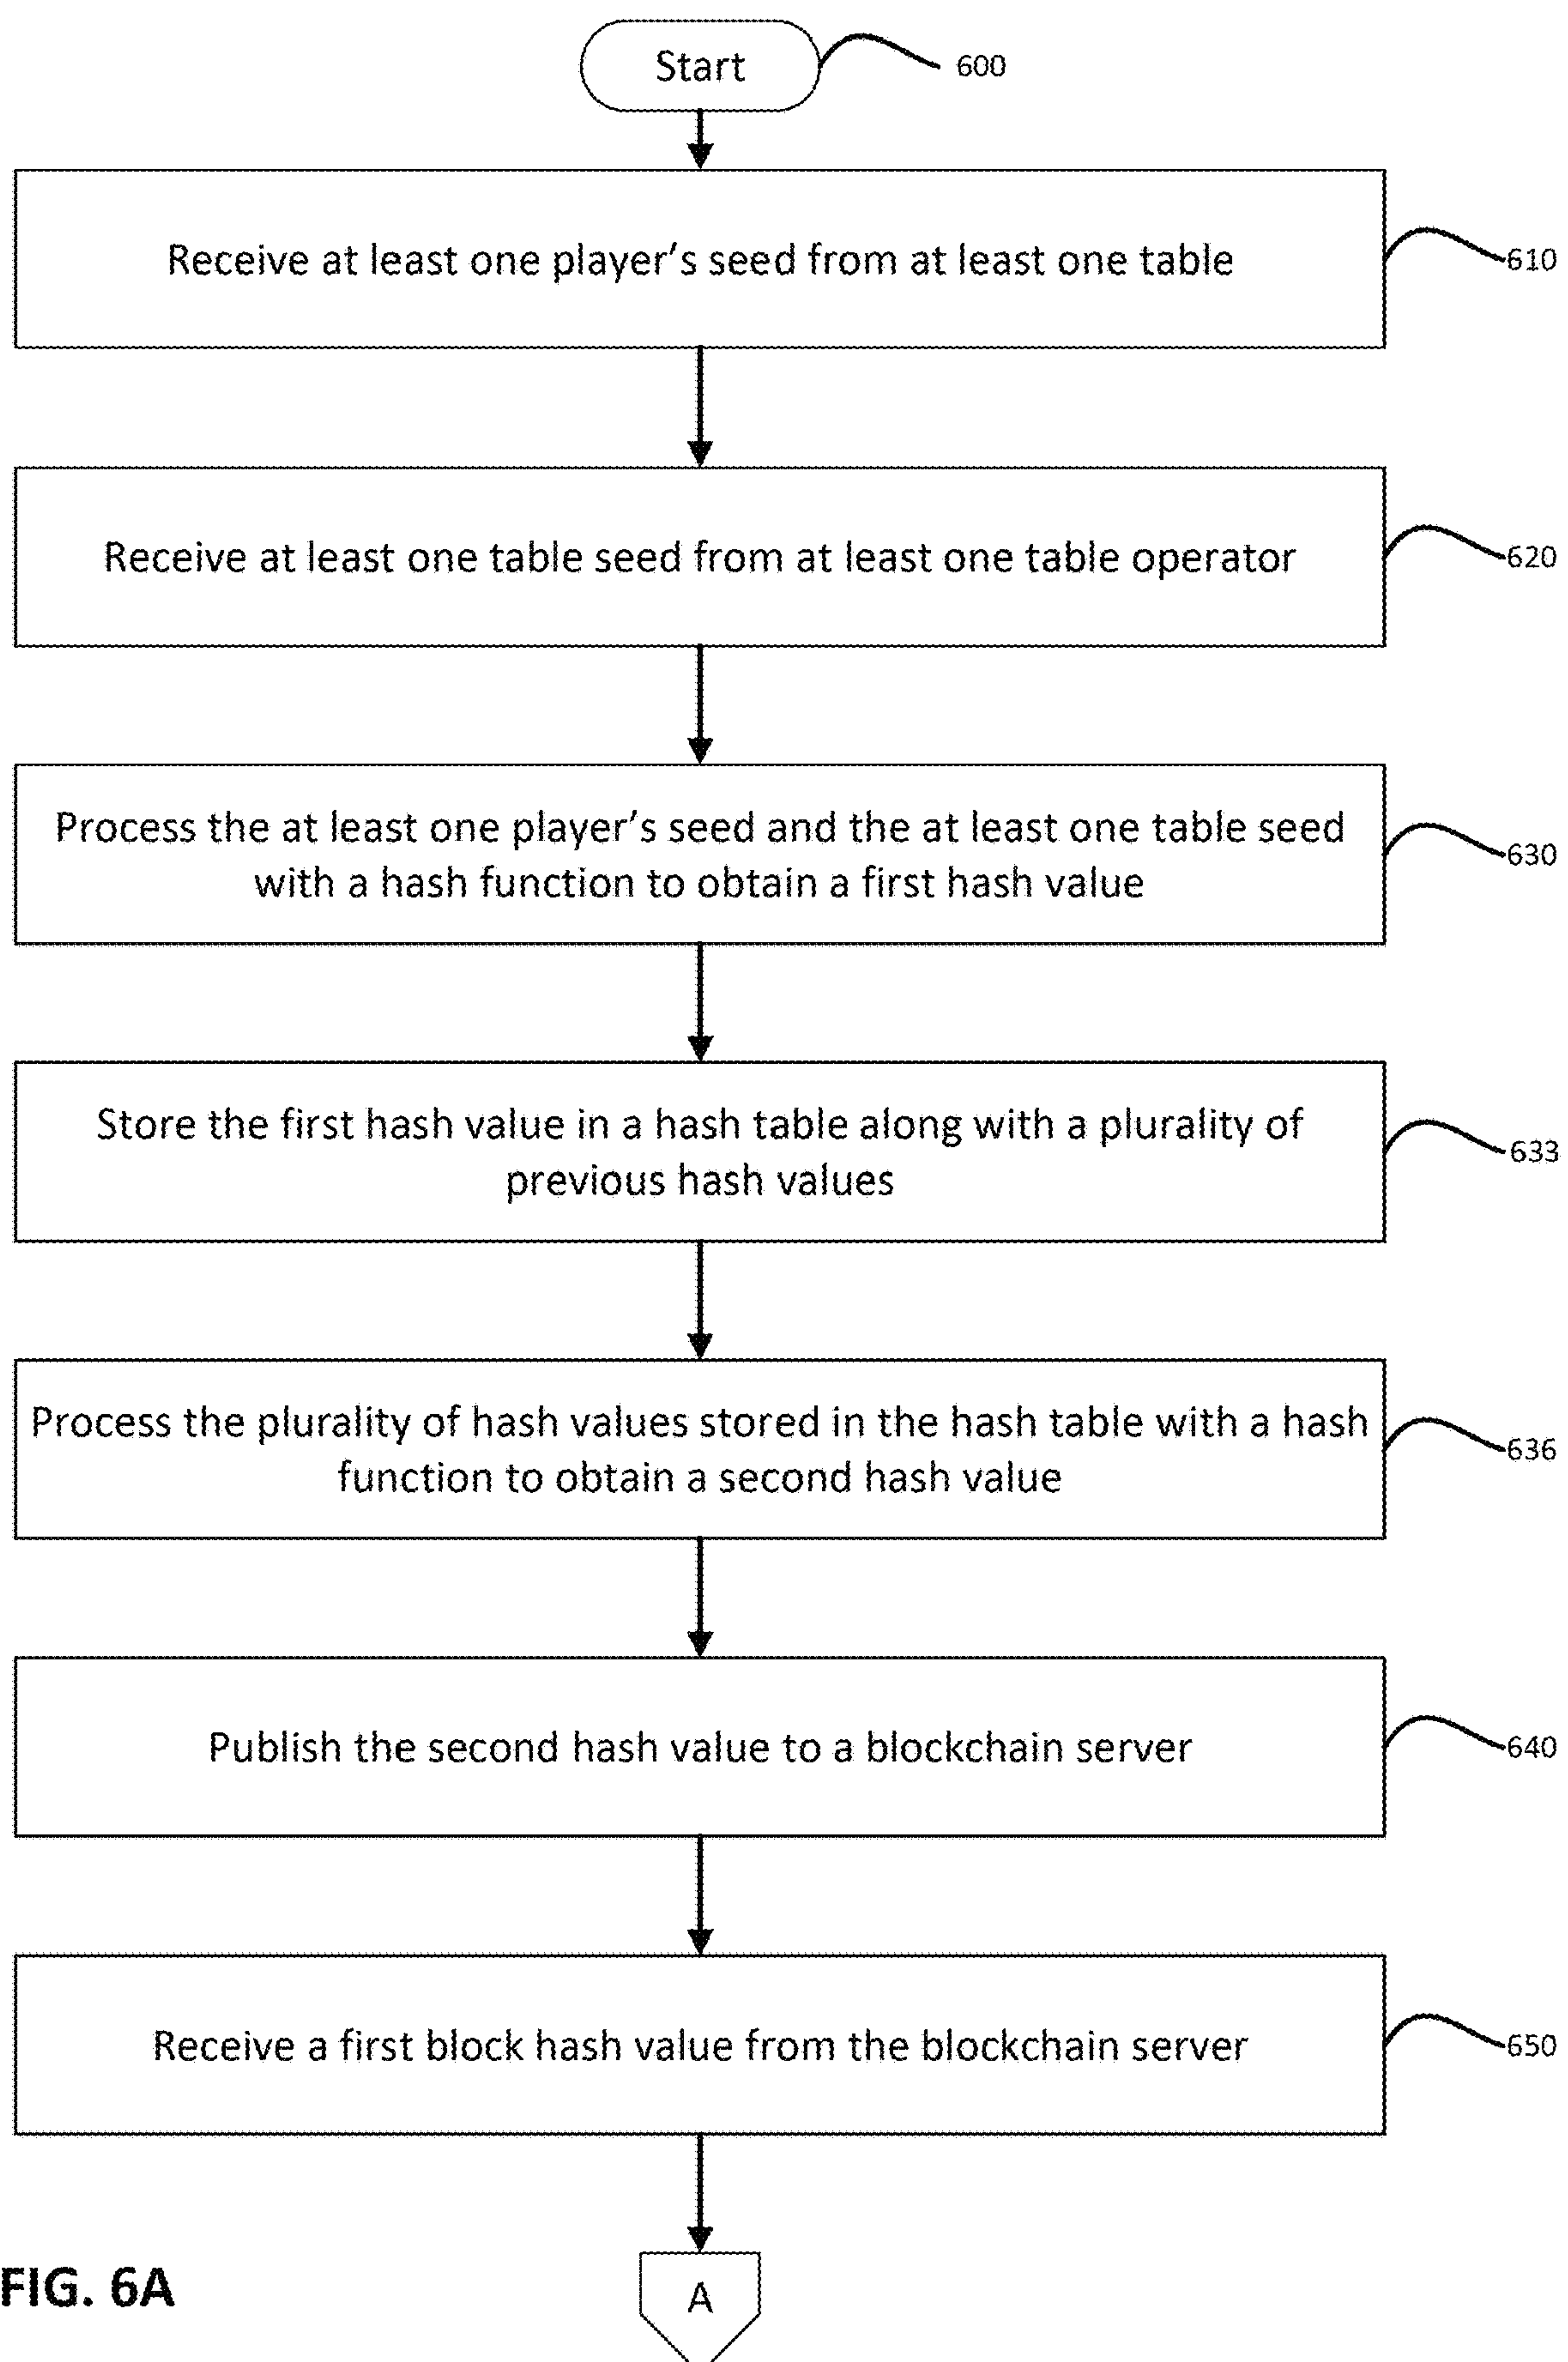 Start
600
Receive at least one player's seed from at least one table
610
Receive at least one table seed from at least one table operator
620
Process the at least one player's seed and the at least one table seed
with a hash function to obtain a first hash value
630
Store the first hash value in a hash table along with a plurality of
previous hash values
633
Process the plurality of hash values stored in the hash table with a hash
function to obtain a second hash value
636
Publish the second hash value to a blockchain server
640
Receive a first block hash value from the blockchain server
650
A
FIG. 6A